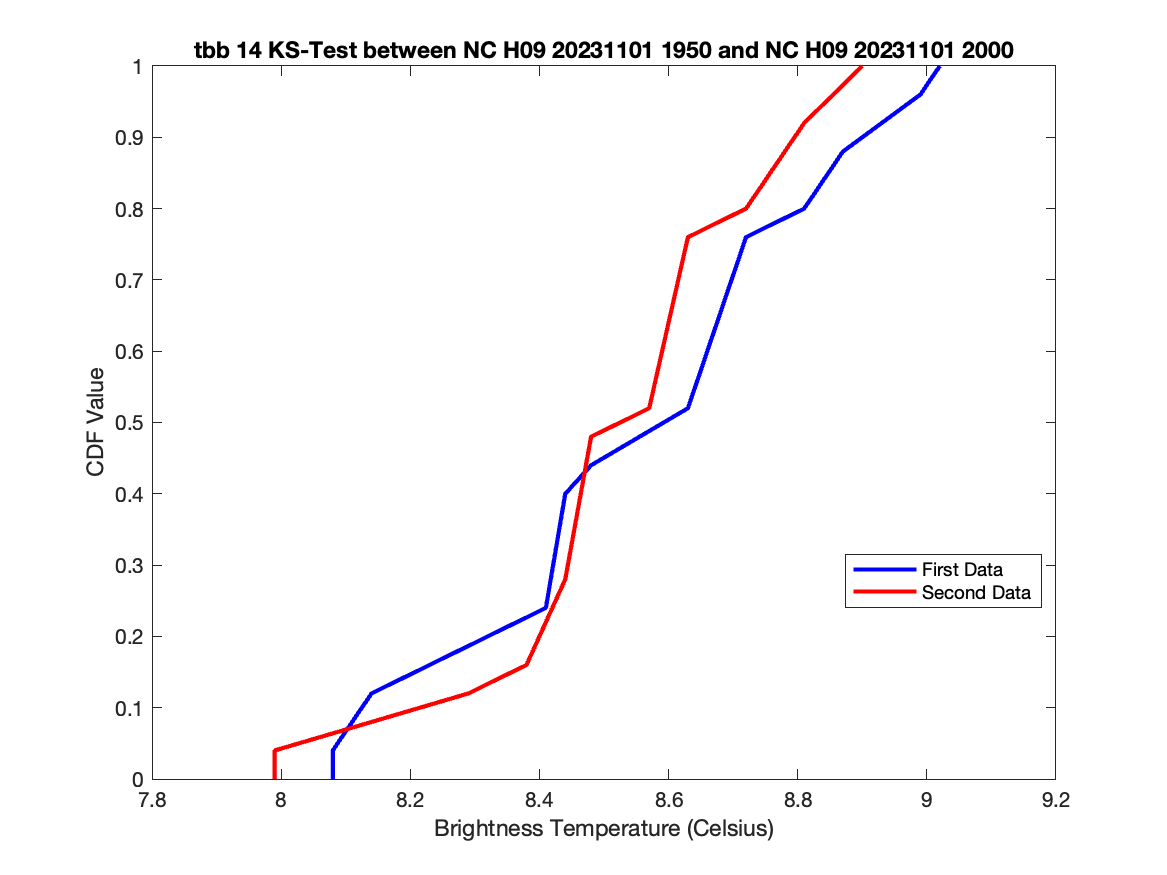 tbb 14 KS-Test between NC H09 20231101 1950 and NC H09 20231101 2000
1
0.9
0.8
0.7
0.6
0.5
0.4
0.3
0.2
0.1
0
CDF Value
First Data
Second Data
7.8 8 8.2 8.4 8.6 8.8 9 9.2
Brightness Temperature (Celsius)